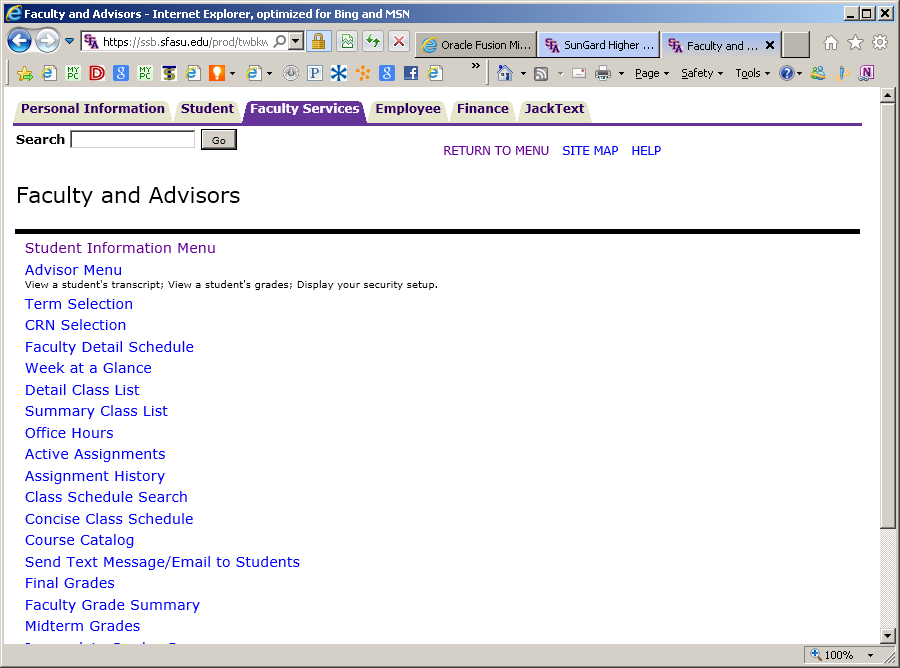 Faculty and Advisors - Internet Explorer, optimized for Bing and MSN
https://ssb.sfasu.edu/prod/twbkw
Oracle Fusion Mi...
SunGard Higher ...
Faculty and ...
Page
Safety
Tools
Personal Information
Student
Faculty Services
Employee
Finance
JackText
Search
Go
RETURN TO MENU
SITE MAP
HELP
Faculty and Advisors
Student Information Menu
Advisor Menu
View a student's transcript; View a student's grades; Display your security setup.
Term Selection
CRN Selection
Faculty Detail Schedule
Week at a Glance
Detail Class List
Summary Class List
Office Hours
Active Assignments
Assignment History
Class Schedule Search
Concise Class Schedule
Course Catalog
Send Text Message/Email to Students
Final Grades
Faculty Grade Summary
Midterm Grades
100%